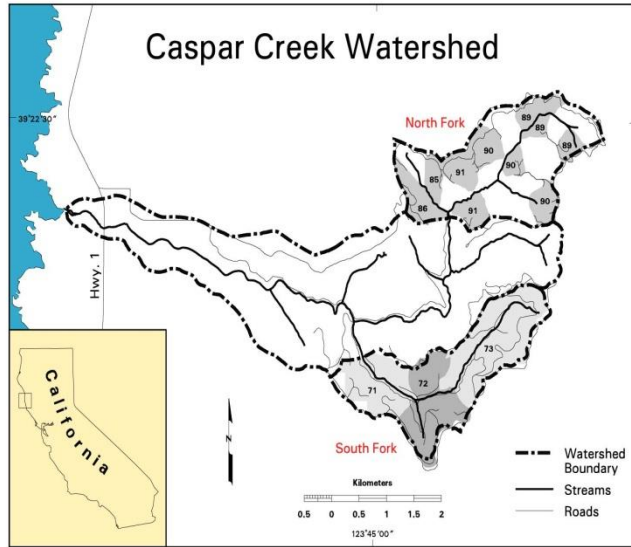 Caspar Creek Watershed
39°22'30"
North Fork
89
89
90
89
85
91
90
86
91
90
Hwy. 1
73
72
71
California
South Fork
N
Kilometers
0.5 0 0.5 1 1.5 2
123°45'00"
Watershed
Boundary
Streams
Roads